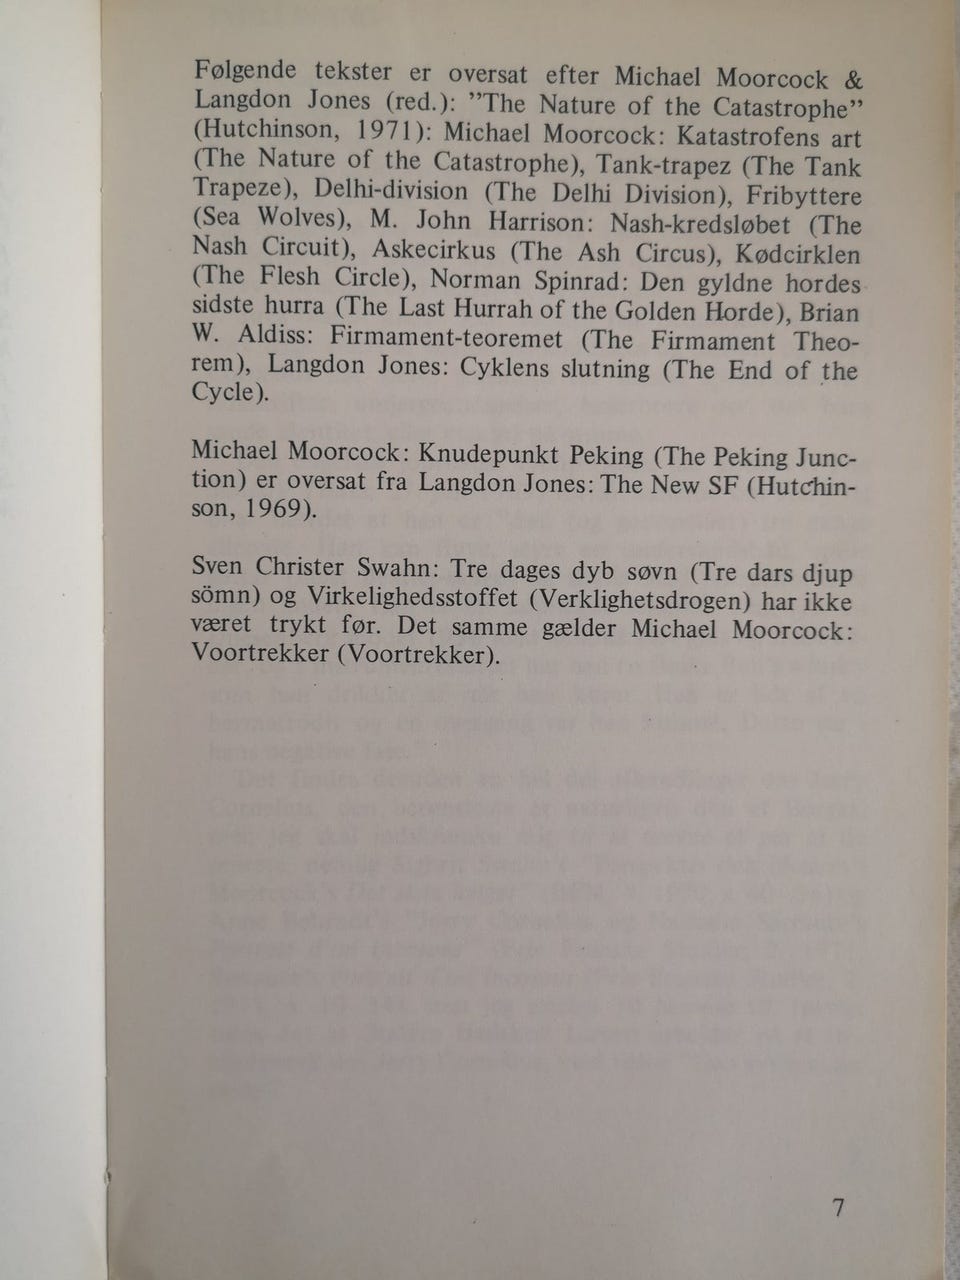 Følgende tekster er oversat efter Michael Moorcock &
Langdon Jones (red.): ”The Nature of the Catastrophe”
(Hutchinson, 1971): Michael Moorcock: Katastrofens art
(The Nature of the Catastrophe), Tank-trapez (The Tank
Trapeze), Delhi-division (The Delhi Division), Fribyttere
(Sea Wolves), M. John Harrison: Nash-kredsløbet (The
Nash Circuit), Askecirkus (The Ash Circus), Kødcirklen
(The Flesh Circle), Norman Spinrad: Den gyldne hordes
sidste hurra (The Last Hurrah of the Golden Horde), Brian
W. Aldiss: Firmament-teoremet (The Firmament Theo-
rem), Langdon Jones: Cyklens slutning (The End of the
Cycle).
Michael Moorcock: Knudepunkt Peking (The Peking Junc-
tion) er oversat fra Langdon Jones: The New SF (Hutchin-
son, 1969).
Sven Christer Swahn: Tre dages dyb søvn (Tre dars djup
sömn) og Virkelighedsstoffet (Verklighetsdrogen) har ikke
været trykt før. Det samme gælder Michael Moorcock:
Voortrekker (Voortrekker).
7